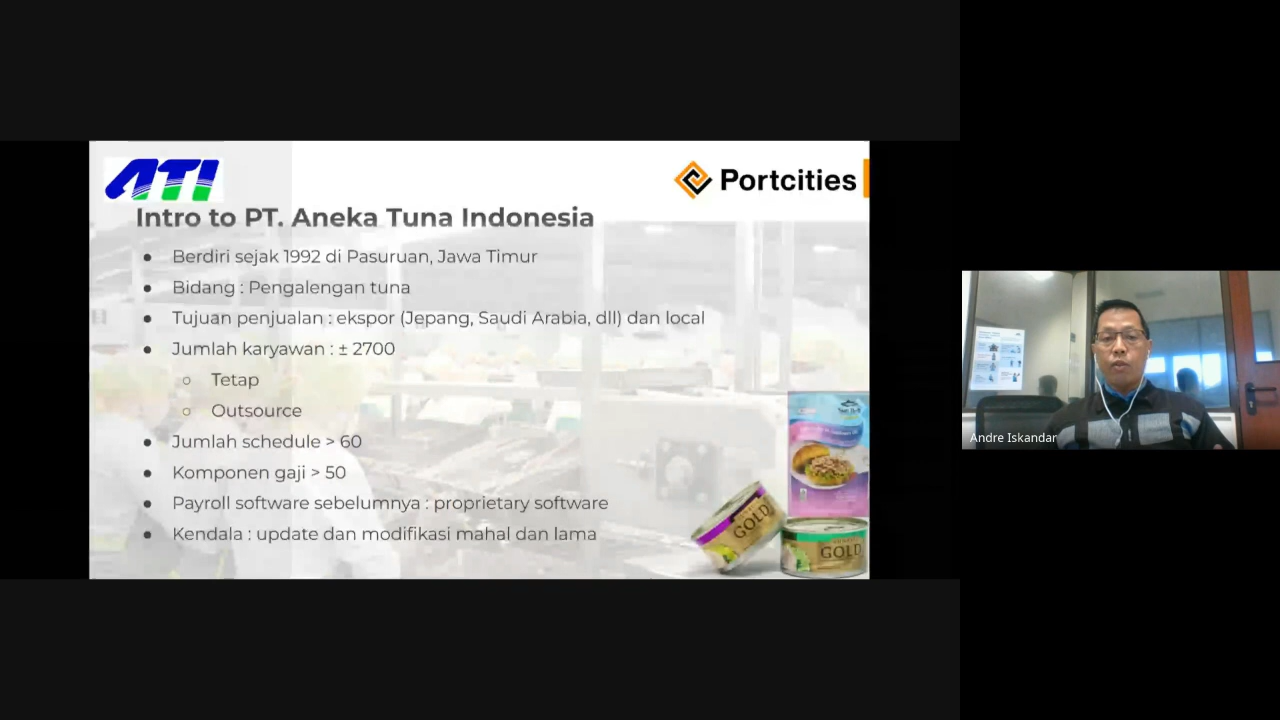 ATI
Portcities
Intro to PT. Aneka Tuna Indonesia
● Berdiri sejak 1992 di Pasuruan, Jawa Timur
● Bidang : Pengalengan tuna
● Tujuan penjualan : ekspor (Jepang, Saudi Arabia, dll) dan local
● Jumlah karyawan : ± 2700
○ Tetap
○ Outsource
● Jumlah schedule > 60
● Komponen gaji > 50
● Payroll software sebelumnya : proprietary software
● Kendala : update dan modifikasi mahal dan lama
GOLD
GOLD
Andre Iskandar